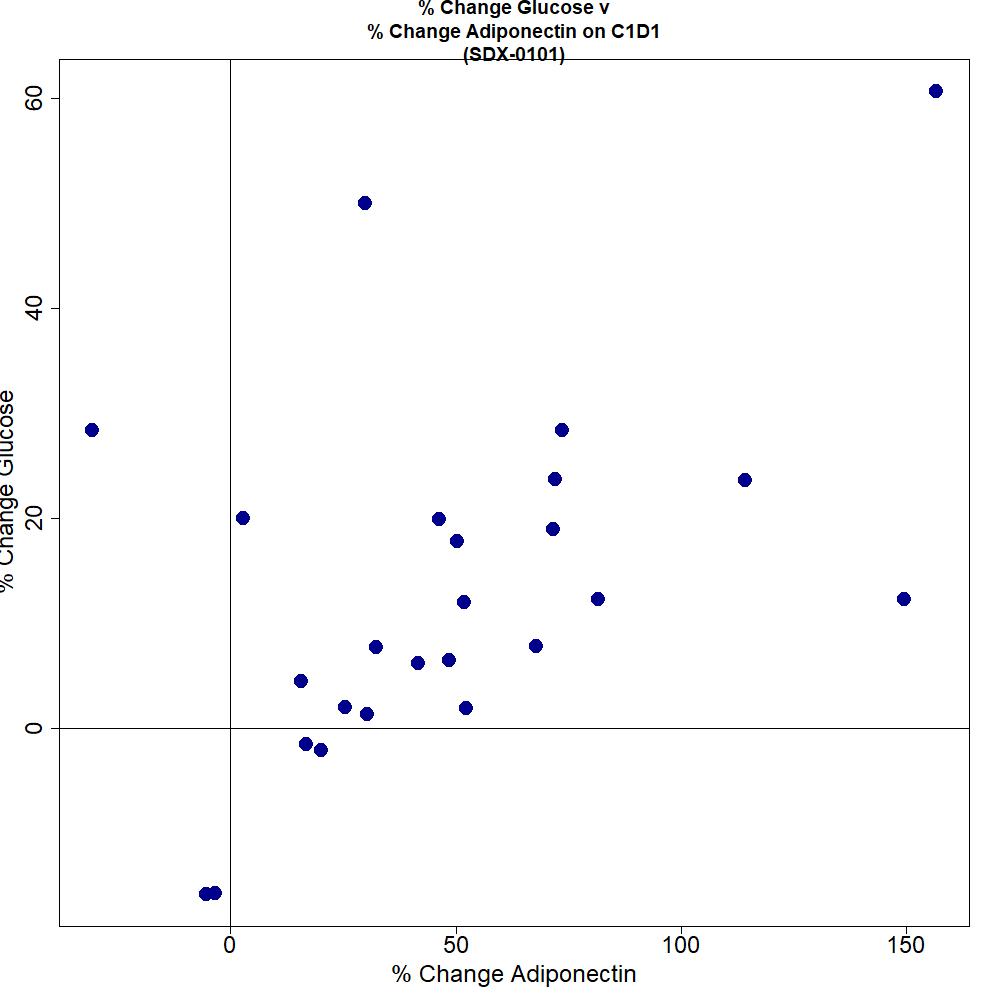 % Change Glucose v
% Change Adiponectin on C1D1
(SDX-0101)
60
40
20
0
% Change Glucose
0
50
100
150
% Change Adiponectin